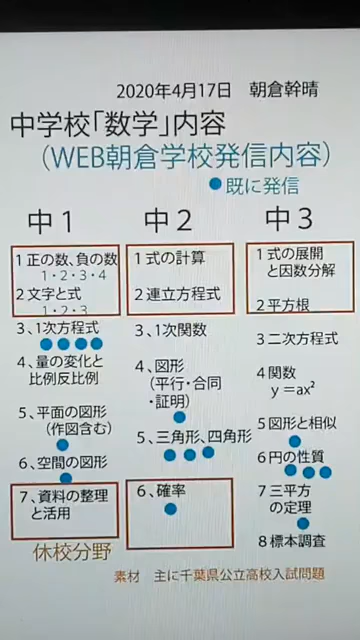 2020年4月17日　朝倉幹晴
中学校「数学」内容
（WEB朝倉学校発信内容）
●既に発信
中1
1 正の数、負の数
1・2・3・4
2 文字と式
1・2・3
3、1次方程式
4、量の変化と
比例反比例
5、平面の図形
（作図含む）
6、空間の図形
7、資料の整理
と活用
休校分野
中2
1 式の計算
2 連立方程式
3、1次関数
4、図形
（平行・合同
・証明）
5、三角形、四角形
6、確率
中3
1 式の展開
と因数分解
2 平方根
3 二次方程式
4 関数
y＝ax²
5 図形と相似
6 円の性質
7 三平方
の定理
8 標本調査
素材　主に千葉県公立高校入試問題